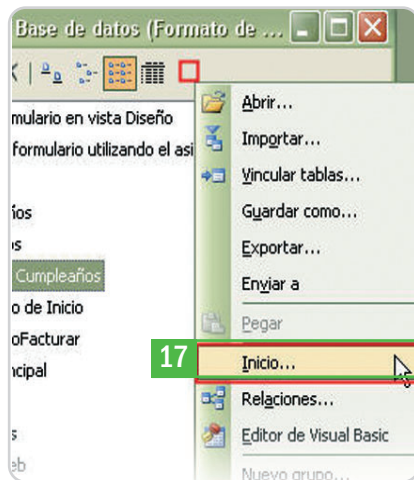 Base de datos (Formato de ...
mulario en vista Diseño
formulario utilizando el asi
ños
os
Cumpleaños
o de Inicio
oFacturar
ncipal
s
eb
Abrir...
Importar...
Vincular tablas...
Guardar como...
Exportar...
Enviar a
Pegar
17
Inicio...
Relaciones...
Editor de Visual Basic
Nuevo grupo...